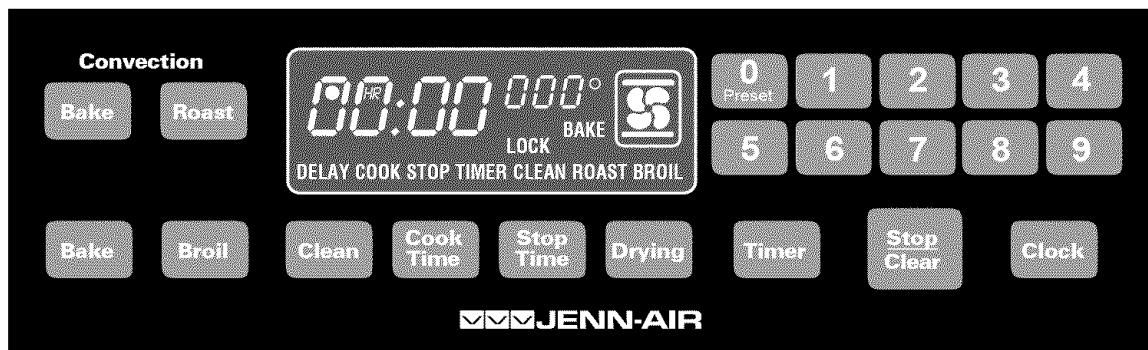 Convection
Bake Roast
00:00 HR 000°
BAKE
LOCK
DELAY COOK STOP TIMER CLEAN ROAST BROIL
0 Preset 1 2 3 4
5 6 7 8 9
Bake Broil Clean Cook Time Stop Time Drying Timer Stop Clear Clock
JENN-AIR